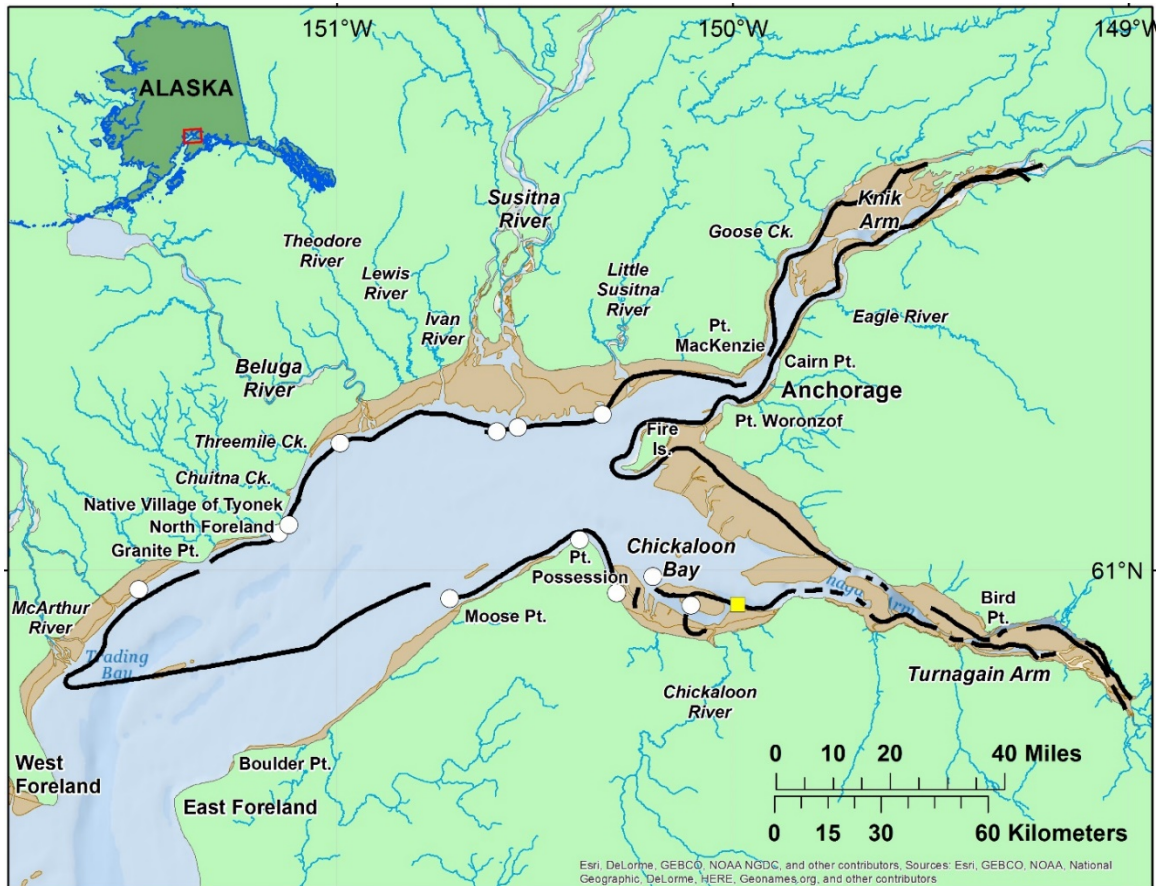 151°W
150°W
149°W
ALASKA
Susitna
River
Knik
Arm
Goose Ck.
Theodore
River
Lewis
River
Little
Susitna
River
Ivan
River
Eagle River
Pt.
MacKenzie
Cairn Pt.
Beluga
River
Anchorage
Pt. Woronzof
Fire
Is.
Threemile Ck.
Chuitna Ck.
Native Village of Tyonek
North Foreland
Granite Pt.
Chickaloon
Bay
Pt.
Possession
61°N
Bird
Pt.
McArthur
River
Moose Pt.
Trading
Bay
Turnagain Arm
Chickaloon
River
West
Foreland
Boulder Pt.
East Foreland
0 10 20 40 Miles
0 15 30 60 Kilometers
Esri, DeLorme, GEBCO, NOAA NGDC, and other contributors, Sources: Esri, GEBCO, NOAA, National
Geographic, DeLorme, HERE, Geonames.org, and other contributors